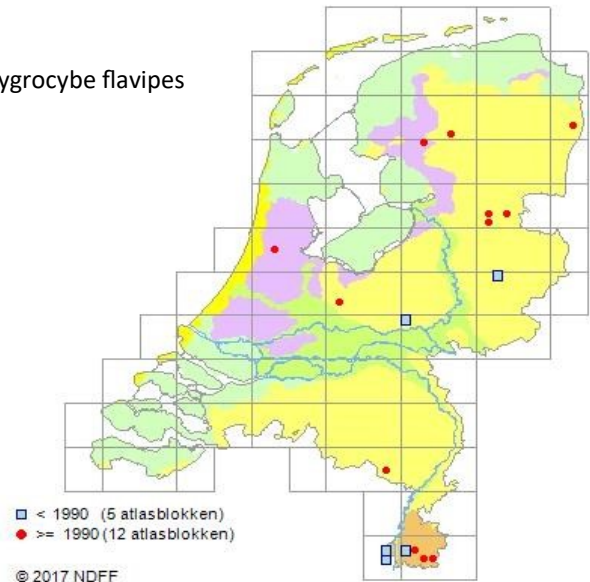 ygrocybe flavipes
< 1990 (5 atlasblokken)
>= 1990 (12 atlasblokken)
© 2017 NDFF